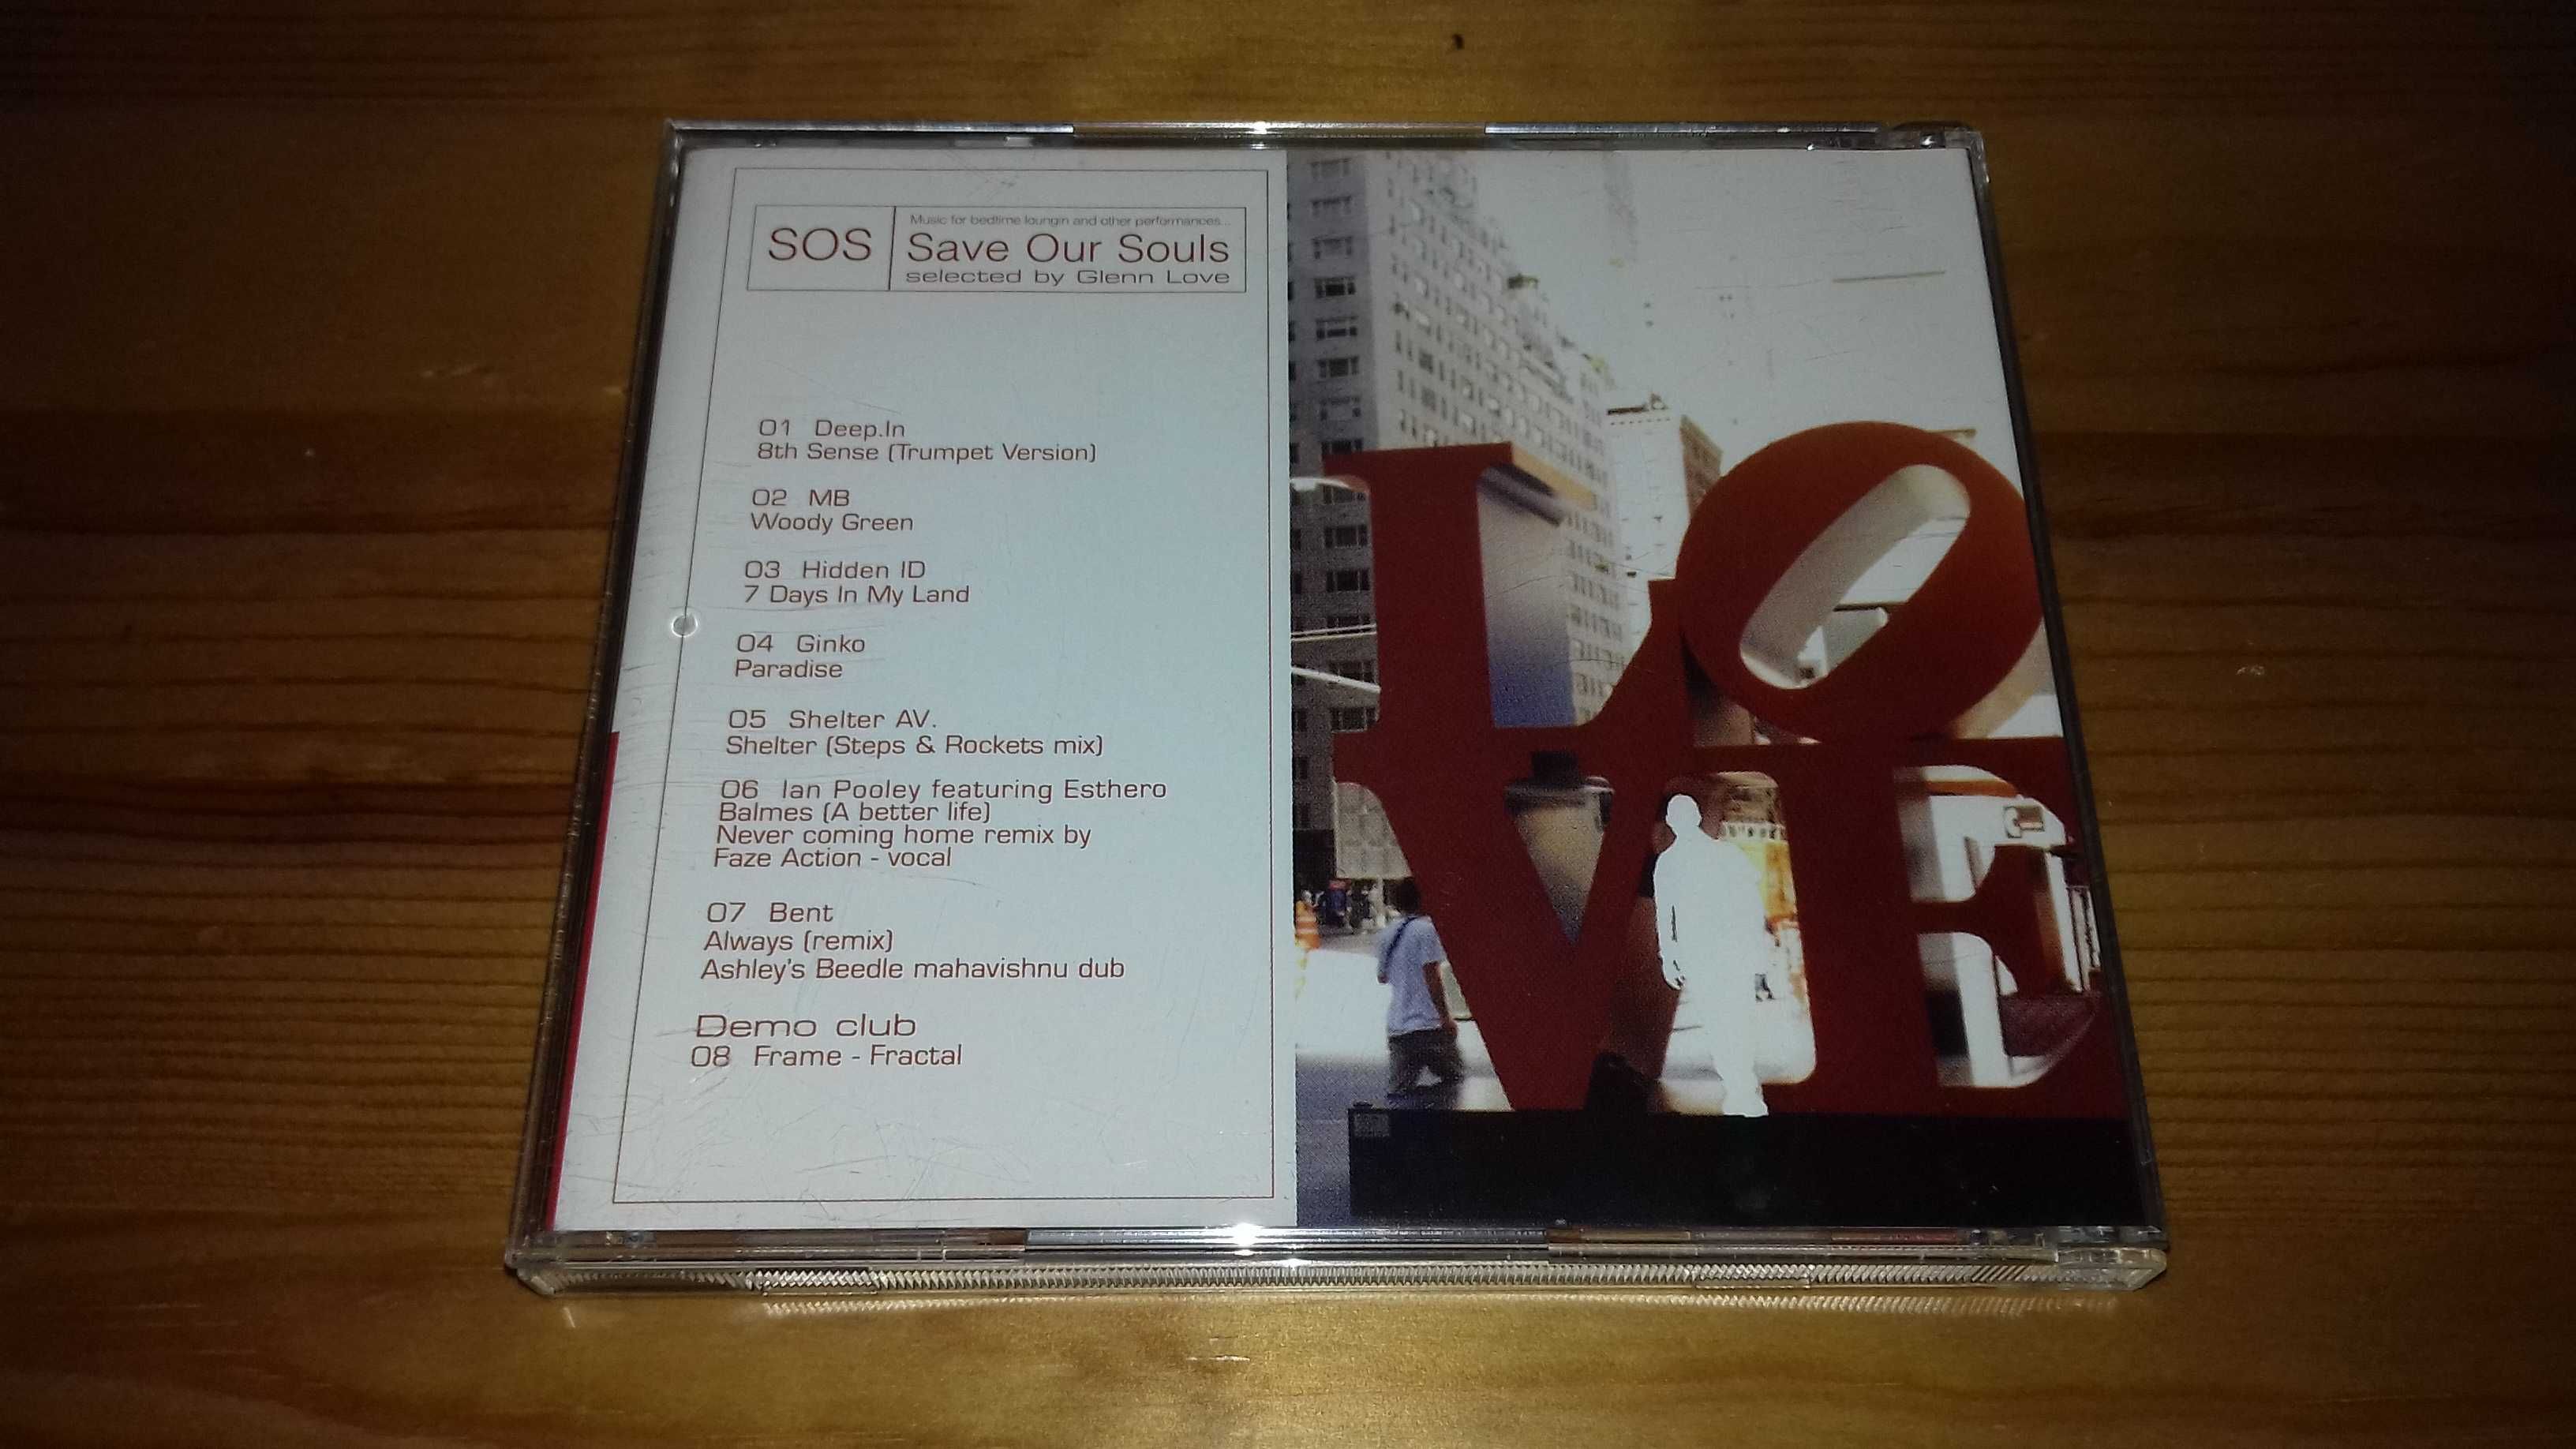 Music for bedtime loungin and other performances...
SOS
Save Our Souls
selected by Glenn Love
01 Deep.In
8th Sense (Trumpet Version)
02 MB
Woody Green
03 Hidden ID
7 Days In My Land
04 Ginko
Paradise
05 Shelter AV.
Shelter (Steps & Rockets mix)
06 Ian Pooley featuring Esthero
Balmes (A better life)
Never coming home remix by
Faze Action - vocal
07 Bent
Always (remix)
Ashley's Beedle mahavishnu dub
Demo club
08 Frame - Fractal
LO
VE